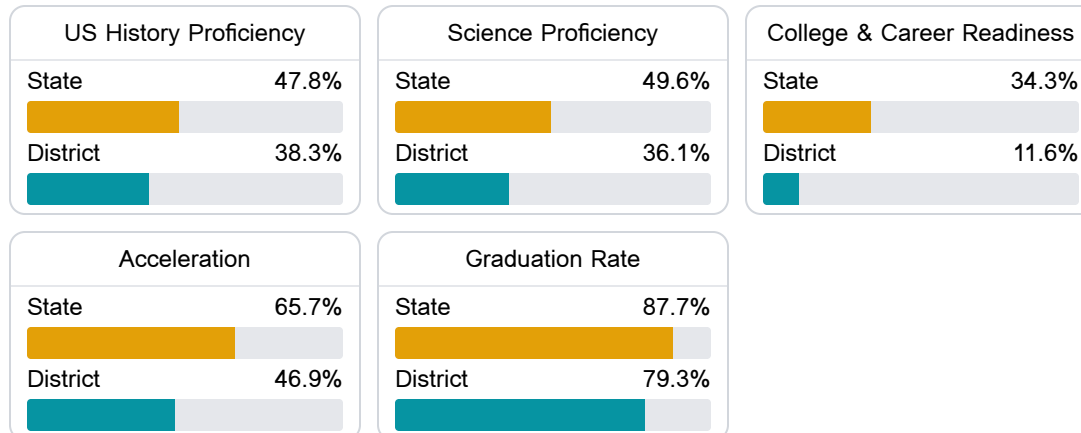 US History Proficiency
State 47.8%
District 38.3%
Science Proficiency
State 49.6%
District 36.1%
College & Career Readiness
State 34.3%
District 11.6%
Acceleration
State 65.7%
District 46.9%
Graduation Rate
State 87.7%
District 79.3%